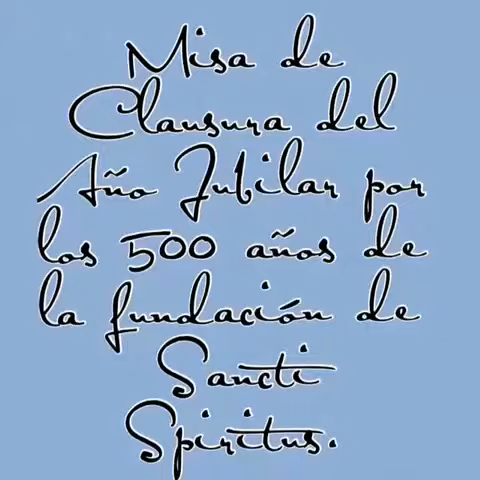 Misa de
Clausura del
Año Jubilar por
los 500 años de
la fundación de
Sancti
Spiritus.